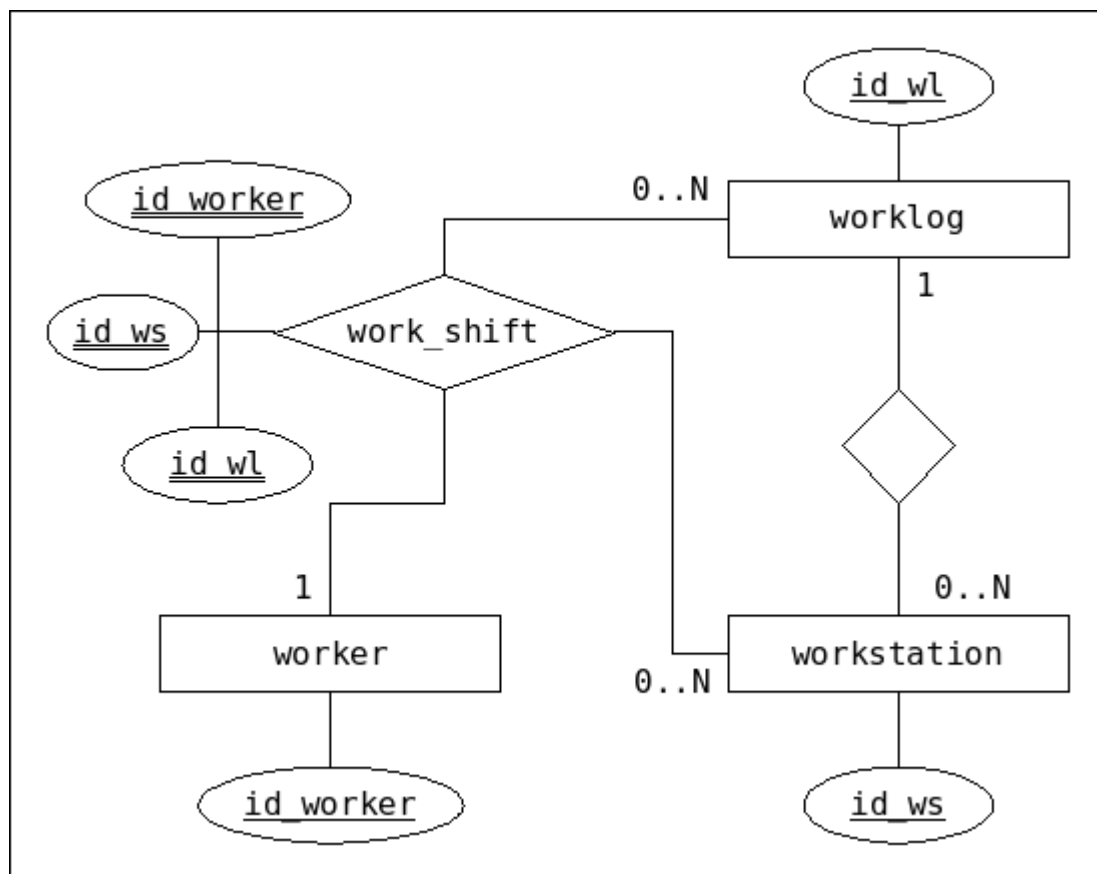 id_wl
id_worker
0..N
worklog
1
id_ws
work_shift
id_wl
1
0..N
worker
workstation
0..N
id_worker
id_ws